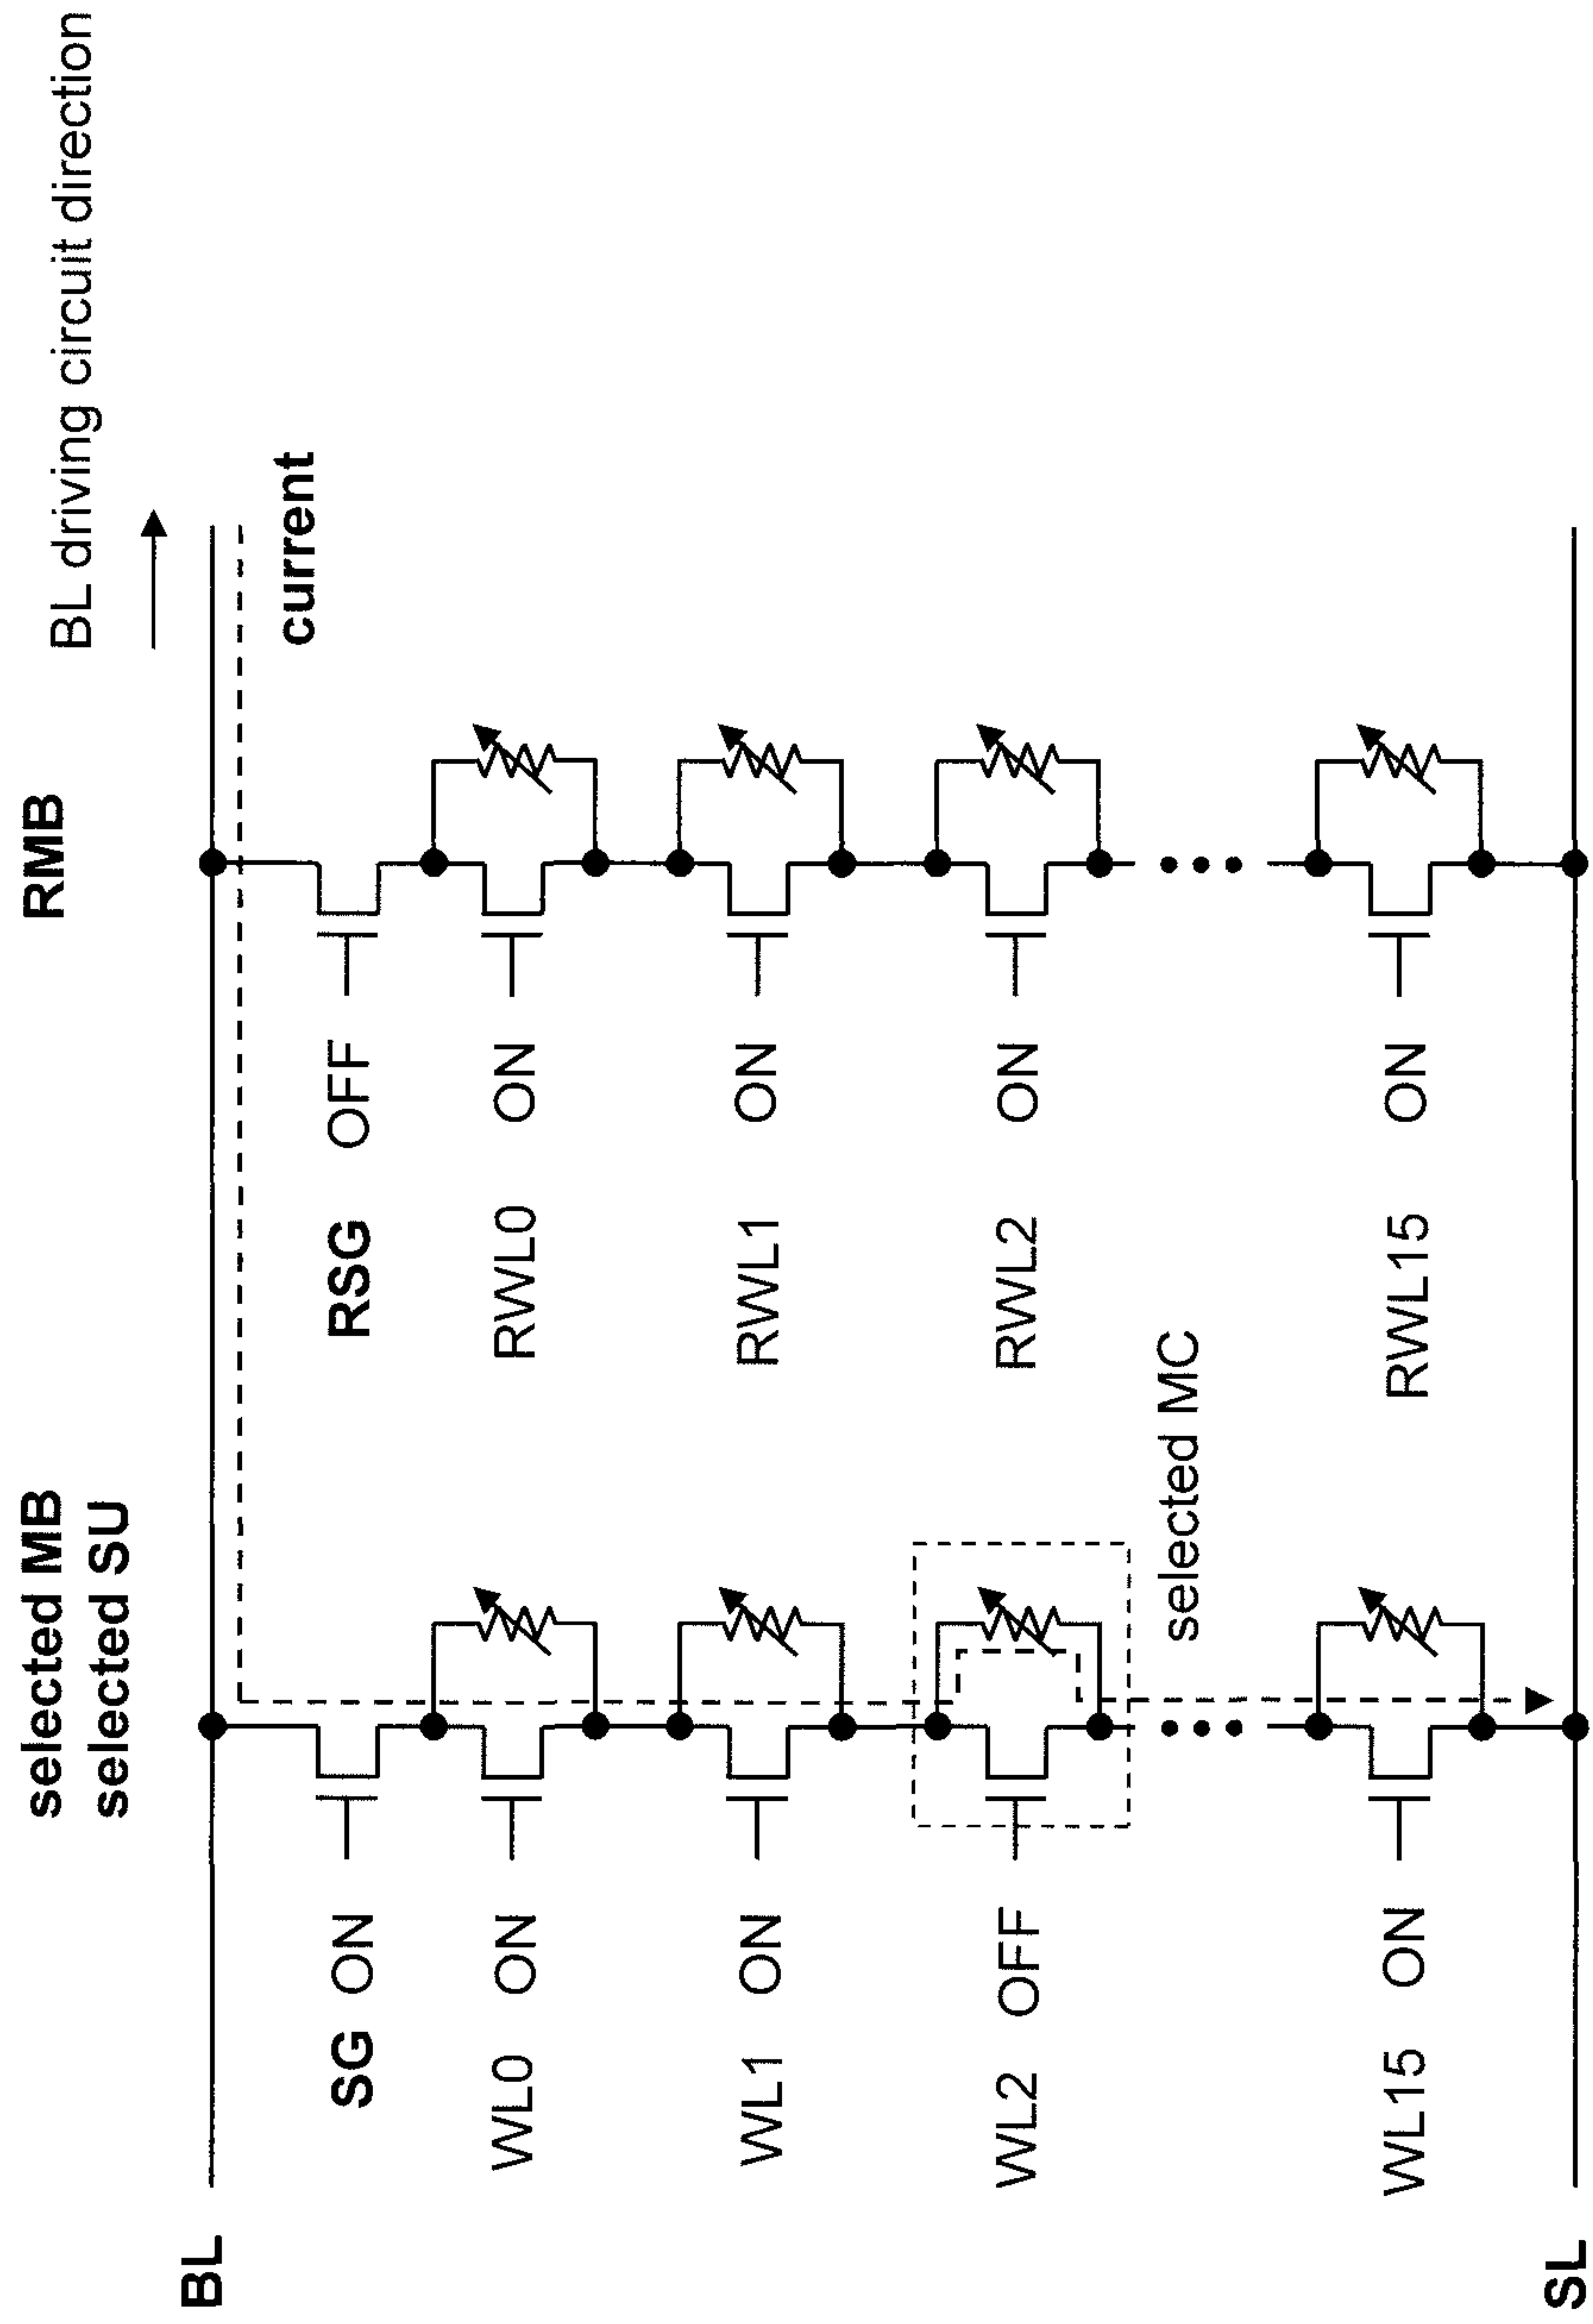 selected MB
selected SU
RMB
BL driving circuit direction
BL
current
SG ON
RSG OFF
WL0 ON
RWL0 ON
WL1 ON
RWL1 ON
WL2 OFF
RWL2 ON
selected MC
WL15 ON
RWL15 ON
SL